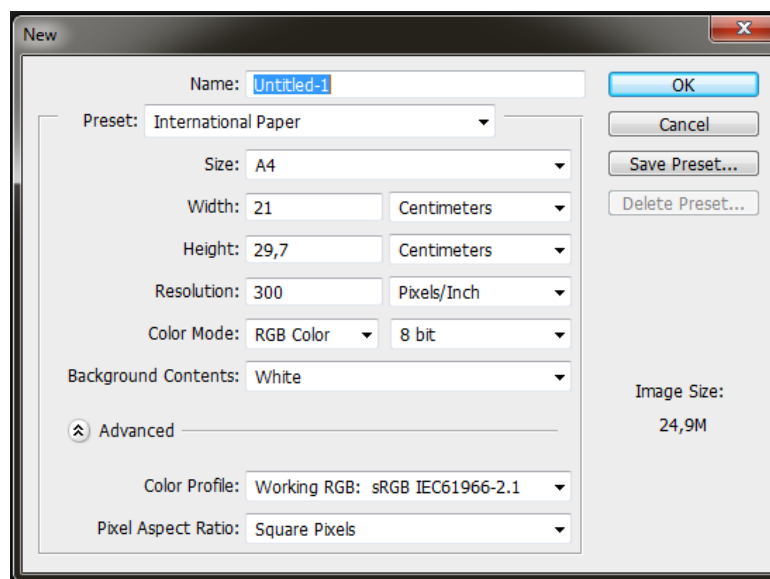 New
Name: Untitled-1
OK
Preset: International Paper
Cancel
Size: A4
Save Preset...
Width: 21 Centimeters
Delete Preset...
Height: 29,7 Centimeters
Resolution: 300 Pixels/Inch
Color Mode: RGB Color 8 bit
Background Contents: White
Image Size:
24,9M
Advanced
Color Profile: Working RGB: sRGB IEC61966-2.1
Pixel Aspect Ratio: Square Pixels